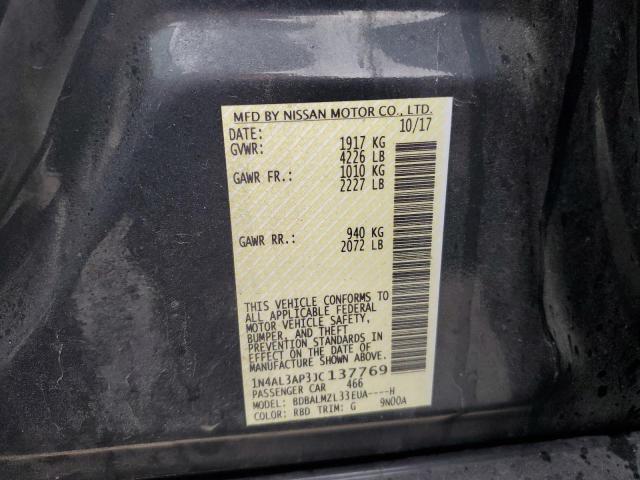 MFD BY NISSAN MOTOR CO., LTD.
DATE: 10/17
GVWR: 1917 KG
4226 LB
GAWR FR.: 1010 KG
2227 LB
GAWR RR.: 940 KG
2072 LB
THIS VEHICLE CONFORMS TO
ALL APPLICABLE FEDERAL
MOTOR VEHICLE SAFETY,
BUMPER, AND THEFT
PREVENTION STANDARDS IN
EFFECT ON THE DATE OF
MANUFACTURE SHOWN ABOVE.
1N4AL3AP3JC137769
PASSENGER CAR 466
MODEL: BDBALMZL33EUA----H
COLOR: RBD TRIM: G 9N00A